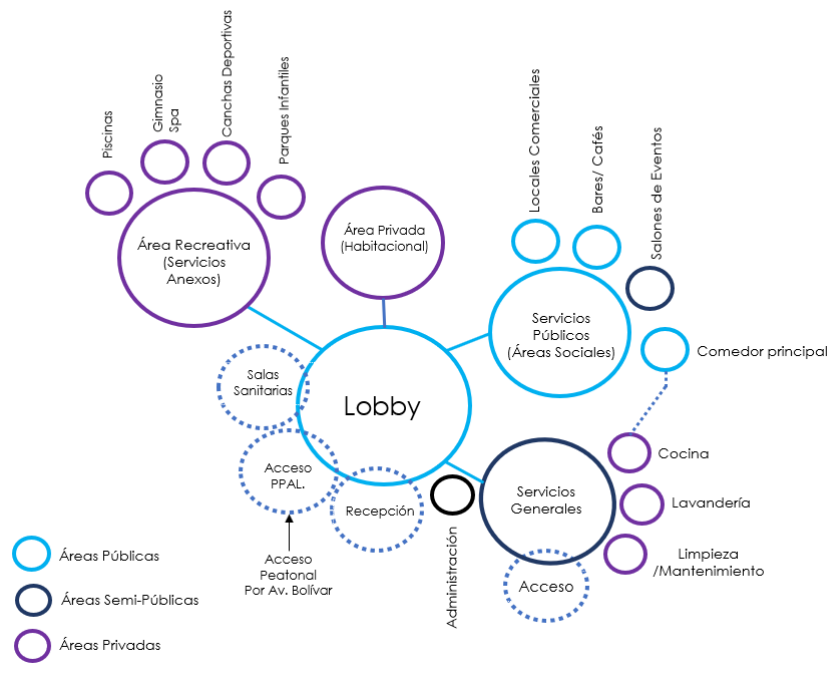 Piscinas
Gimnasio
Spa
Canchas Deportivas
Parques Infantiles
Locales Comerciales
Bares/ Cafés
Salones de Eventos
Área Recreativa
(Servicios
Anexos)
Área Privada
(Habitacional)
Servicios
Públicos
(Áreas Sociales)
Comedor principal
Salas
Sanitarias
Lobby
Acceso
PPAL.
Recepción
Administración
Servicios
Generales
Cocina
Lavandería
Limpieza
/Mantenimiento
Acceso
Acceso
Peatonal
Por Av. Bolívar
Áreas Públicas
Áreas Semi-Públicas
Áreas Privadas